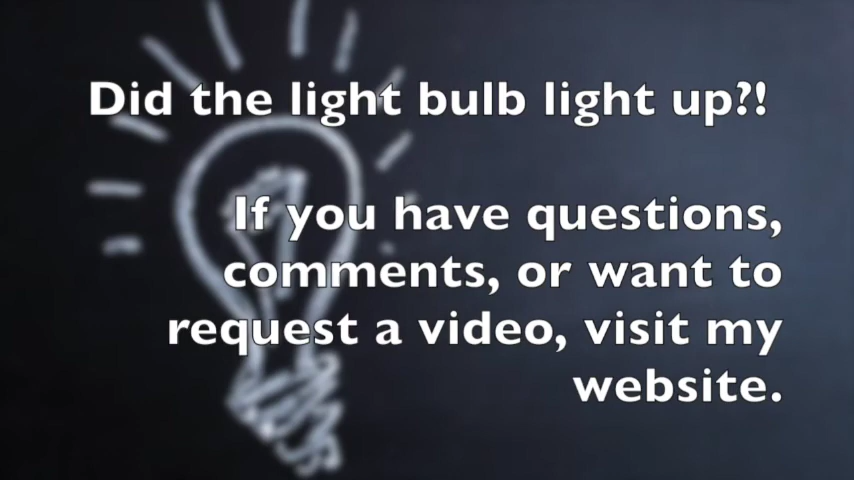 Did the light bulb light up?!
If you have questions,
comments, or want to
request a video, visit my
website.